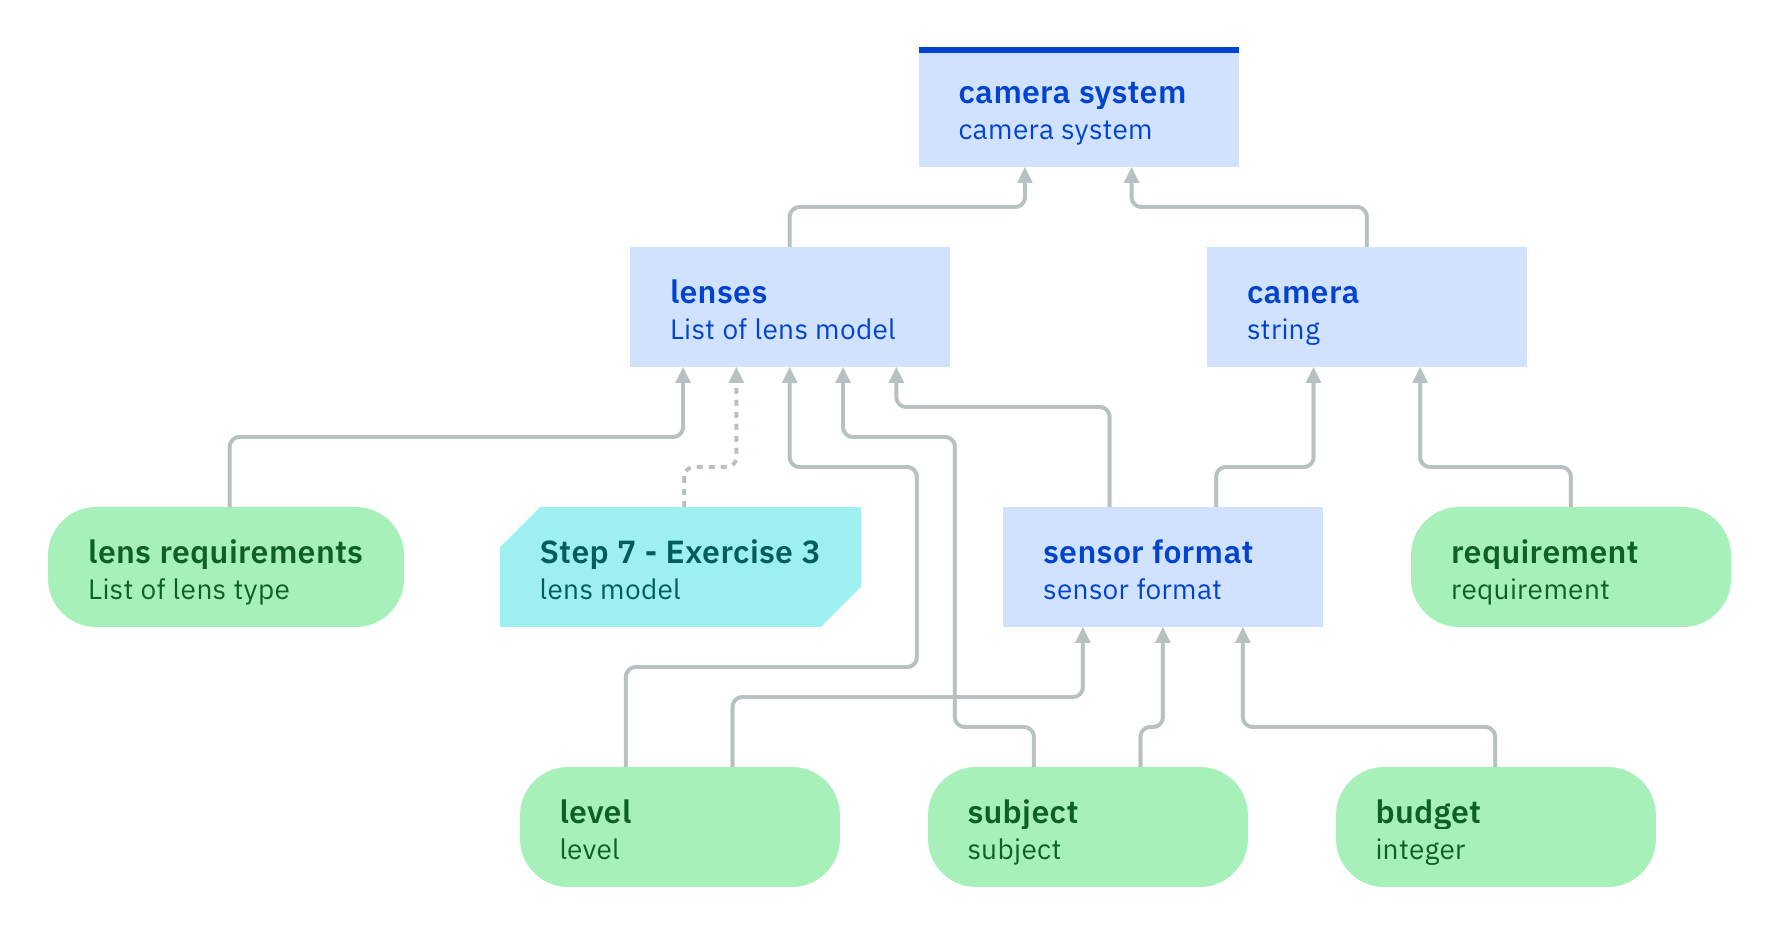 camera system
camera system
lenses
List of lens model
camera
string
lens requirements
List of lens type
Step 7 - Exercise 3
lens model
sensor format
sensor format
requirement
requirement
level
level
subject
subject
budget
integer